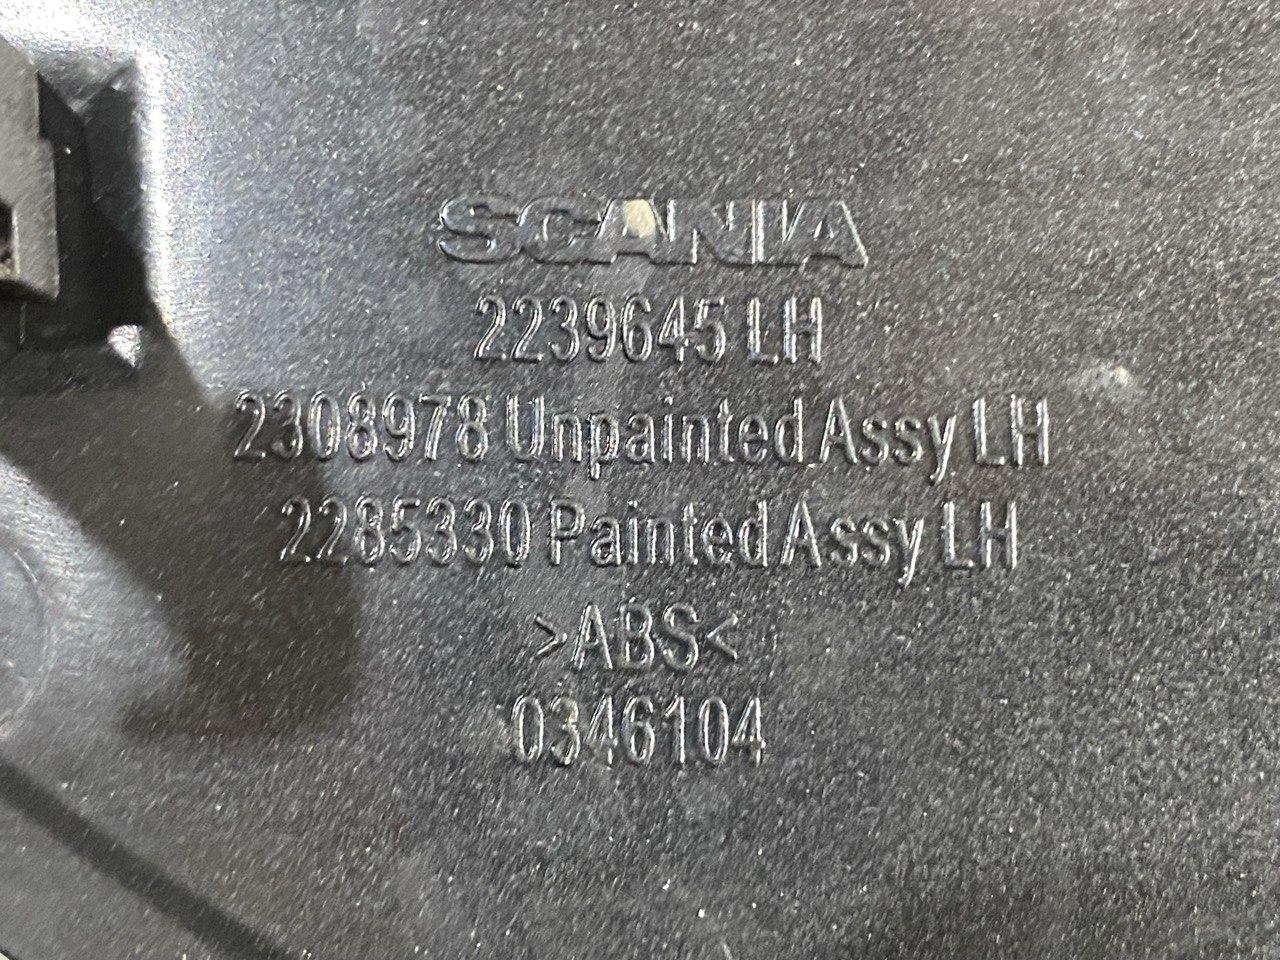 SCANIA
2239645 LH
2308978 Unpainted Assy LH
2285330 Painted Assy LH
>ABS<
0346104